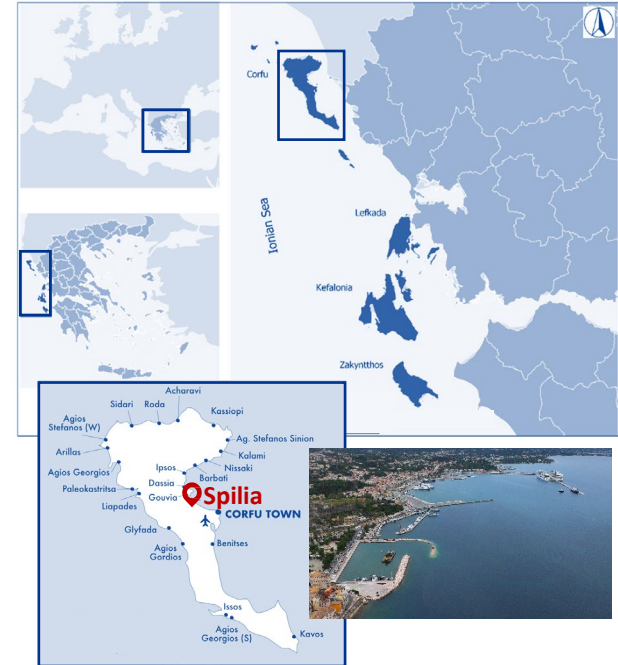 Corfu
Ionian Sea
Lefkada
Kefalonia
Zakyntthos
Acharavi
Sidari
Roda
Kassiopi
Agios
Stefanos (W)
Ag. Stefanos Sinion
Arillas
Kalami
Agios Georgios
Ipsos
Nissaki
Barbati
Dassia
Paleokastritsa
Gouvia
Spilia
Liapades
CORFU TOWN
Glyfada
Agios
Gordios
Benitses
Issos
Agios
Georgios (S)
Kavos